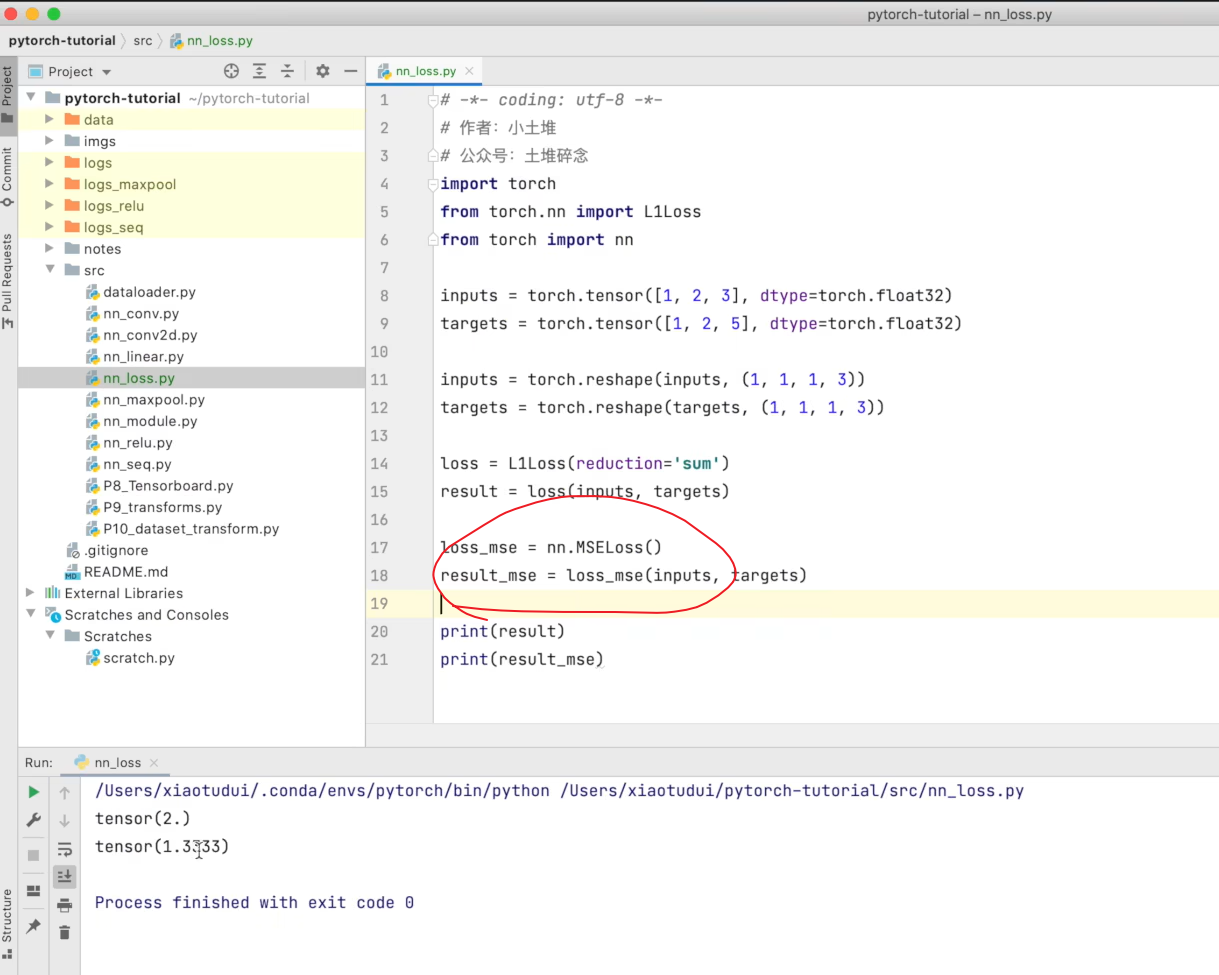 pytorch-tutorial – nn_loss.py
pytorch-tutorial src nn_loss.py
Project
Commit
Pull Requests
Structure
Project
pytorch-tutorial ~/pytorch-tutorial
data
imgs
logs
logs_maxpool
logs_relu
logs_seq
notes
src
dataloader.py
nn_conv.py
nn_conv2d.py
nn_linear.py
nn_loss.py
nn_maxpool.py
nn_module.py
nn_relu.py
nn_seq.py
P8_Tensorboard.py
P9_transforms.py
P10_dataset_transform.py
.gitignore
MD README.md
External Libraries
Scratches and Consoles
Scratches
scratch.py
nn_loss.py
1 # -*- coding: utf-8 -*-
2 # 作者：小土堆
3 # 公众号：土堆碎念
4 import torch
5 from torch.nn import L1Loss
6 from torch import nn
7
8 inputs = torch.tensor([1, 2, 3], dtype=torch.float32)
9 targets = torch.tensor([1, 2, 5], dtype=torch.float32)
10
11 inputs = torch.reshape(inputs, (1, 1, 1, 3))
12 targets = torch.reshape(targets, (1, 1, 1, 3))
13
14 loss = L1Loss(reduction='sum')
15 result = loss(inputs, targets)
16
17 loss_mse = nn.MSELoss()
18 result_mse = loss_mse(inputs, targets)
19
20 print(result)
21 print(result_mse)
Run: nn_loss
/Users/xiaotudui/.conda/envs/pytorch/bin/python /Users/xiaotudui/pytorch-tutorial/src/nn_loss.py
tensor(2.)
tensor(1.3333)
Process finished with exit code 0